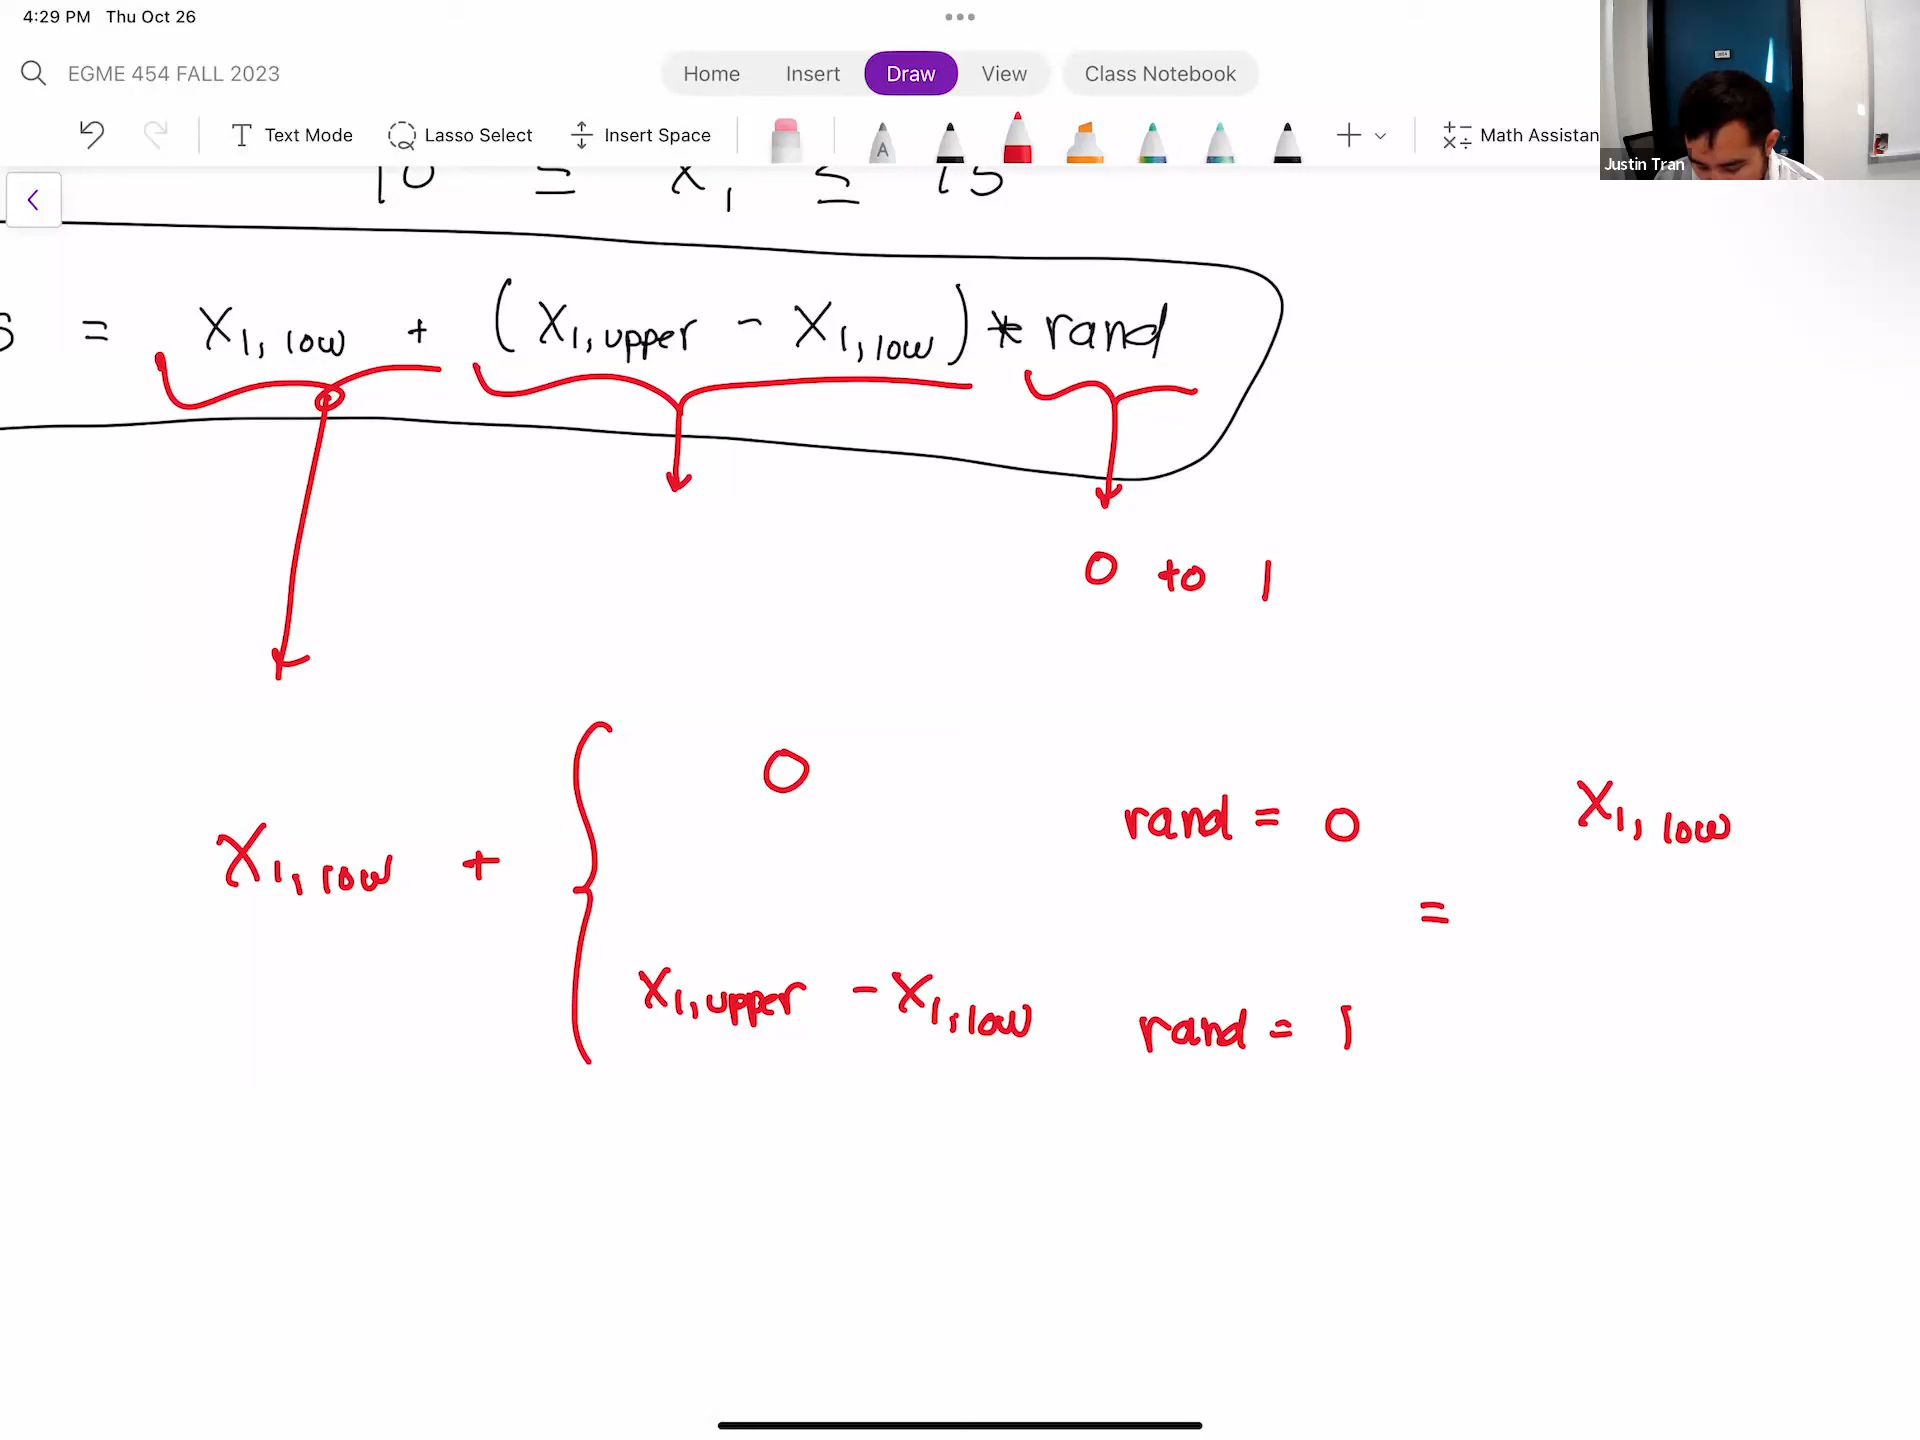 4:29 PM Thu Oct 26
EGME 454 FALL 2023
Home Insert Draw View Class Notebook
Text Mode Lasso Select Insert Space Math Assistan
Justin Tran
10 ≤ x₁ ≤ 15
= X₁, low + (X₁, upper - X₁, low) * rand
0 to 1
0
rand = 0
X₁, low
X₁, low +
=
X₁, upper - X₁, low
rand = 1